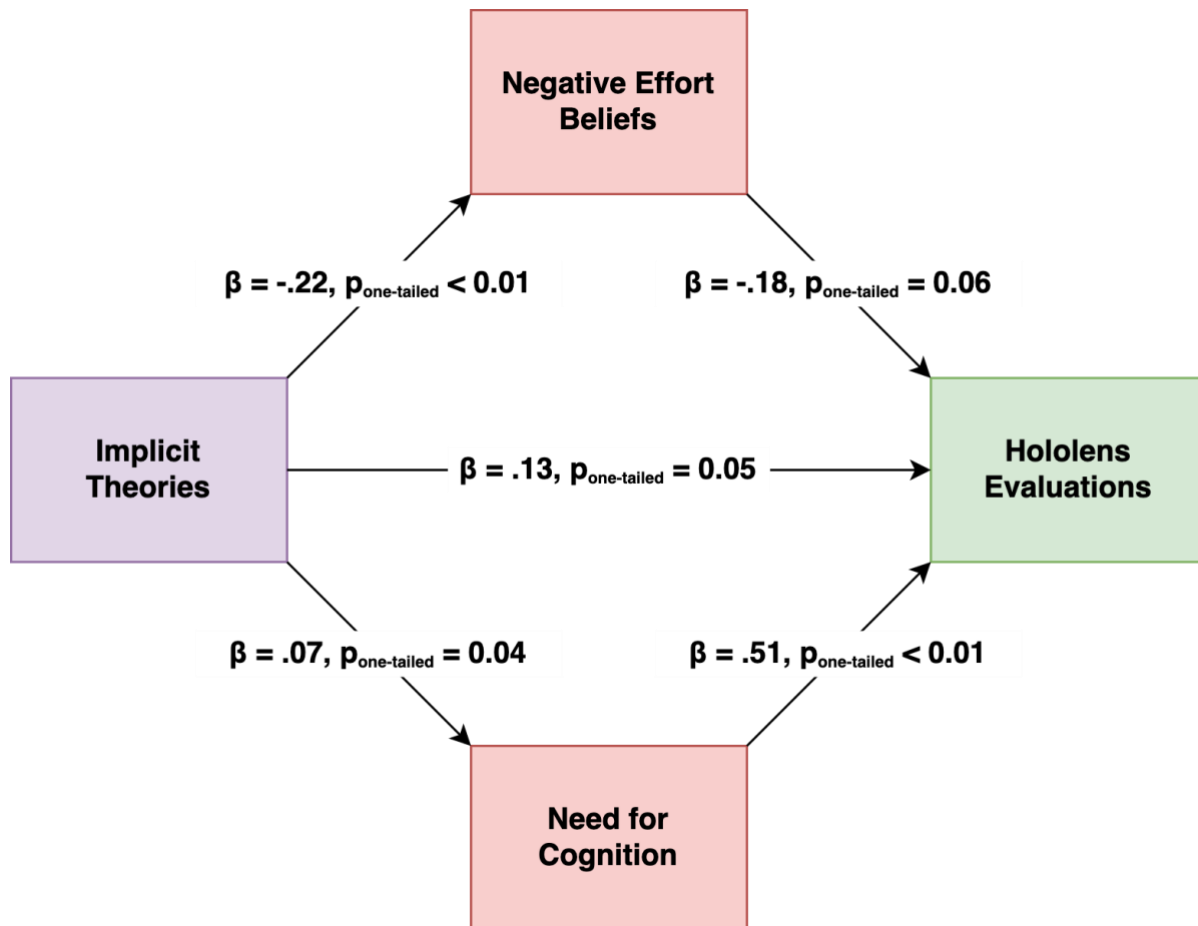 Negative Effort
Beliefs
β = -.22, pone-tailed < 0.01
β = -.18, pone-tailed = 0.06
Implicit
Theories
β = .13, pone-tailed = 0.05
Hololens
Evaluations
β = .07, pone-tailed = 0.04
β = .51, pone-tailed < 0.01
Need for
Cognition